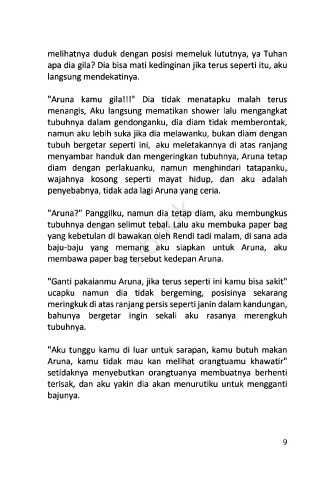 melihatnya duduk dengan posisi memeluk lututnya, ya Tuhan
apa dia gila? Dia bisa mati kedinginan jika terus seperti itu, aku
langsung mendekatinya.
"Aruna kamu gila!!!" Dia tidak menatapku malah terus
menangis, Aku langsung mematikan shower lalu mengangkat
tubuhnya dalam gendonganku, dia diam tidak memberontak,
namun aku lebih suka jika dia melawanku, bukan diam dengan
tubuh bergetar seperti ini, aku meletakannya di atas ranjang
menyambar handuk dan mengeringkan tubuhnya, Aruna tetap
diam dengan perlakuanku, namun menghindari tatapanku,
wajahnya kosong seperti mayat hidup, dan aku adalah
penyebabnya, tidak ada lagi Aruna yang ceria.
"Aruna?" Panggilku, namun dia tetap diam, aku membungkus
tubuhnya dengan selimut tebal. Lalu aku membuka paper bag
yang kebetulan di bawakan oleh Rendi tadi malam, di sana ada
baju-baju yang memang aku siapkan untuk Aruna, aku
membawa paper bag tersebut kedepan Aruna.
"Ganti pakaianmu Aruna, jika terus seperti ini kamu bisa sakit"
ucapku namun dia tidak bergeming, posisinya sekarang
meringkuk di atas ranjang persis seperti janin dalam kandungan,
bahunya bergetar ingin sekali aku rasanya merengkuh
tubuhnya.
"Aku tunggu kamu di luar untuk sarapan, kamu butuh makan
Aruna, kamu tidak mau kan melihat orangtuamu khawatir"
setidaknya menyebutkan orangtuanya membuatnya berhenti
terisak, dan aku yakin dia akan menurutiku untuk mengganti
bajunya.
9